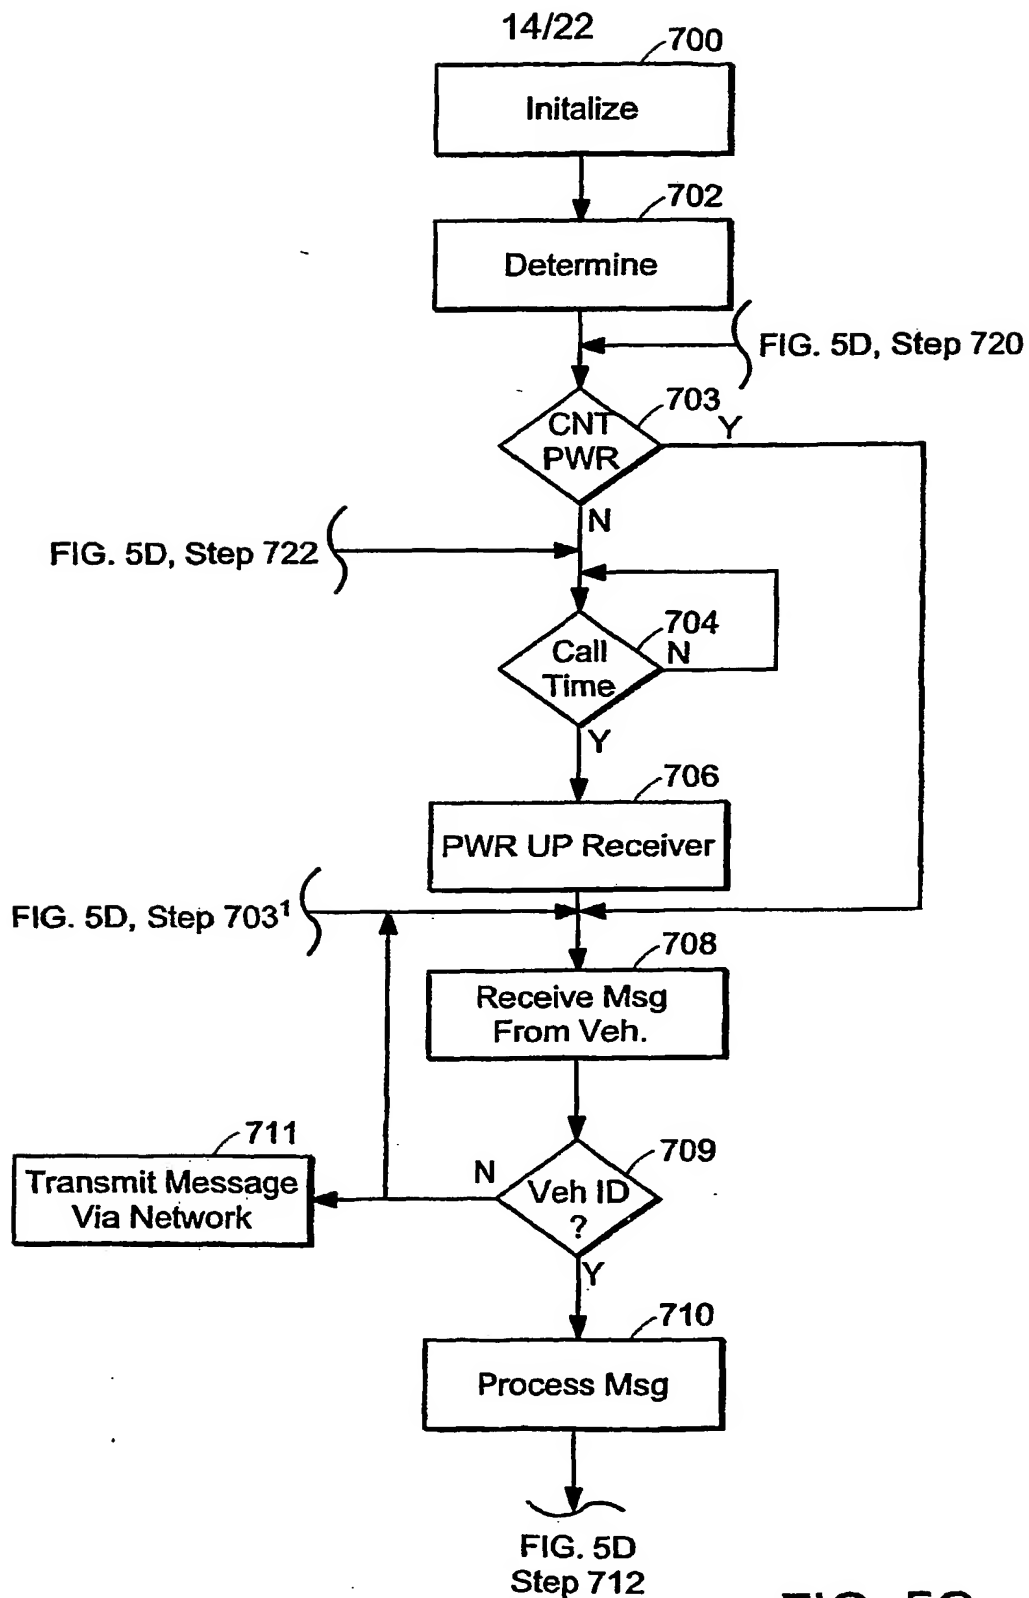 14/22
700
Initalize
702
Determine
FIG. 5D, Step 720
703
CNT
PWR
Y
N
FIG. 5D, Step 722
704
Call
Time
N
Y
706
PWR UP Receiver
FIG. 5D, Step 703¹
708
Receive Msg
From Veh.
711
Transmit Message
Via Network
N
709
Veh ID
?
Y
710
Process Msg
FIG. 5D
Step 712